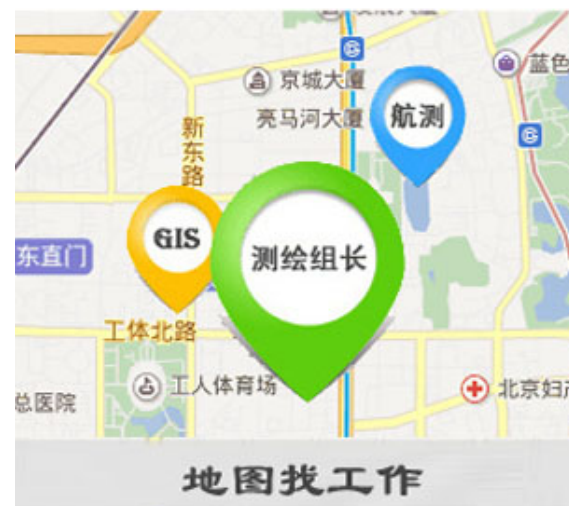 京城大厦
蓝色
亮马河大厦
航测
新东路
GIS
测绘组长
东直门
工体北路
工人体育场
总医院
北京妇产
地图找工作